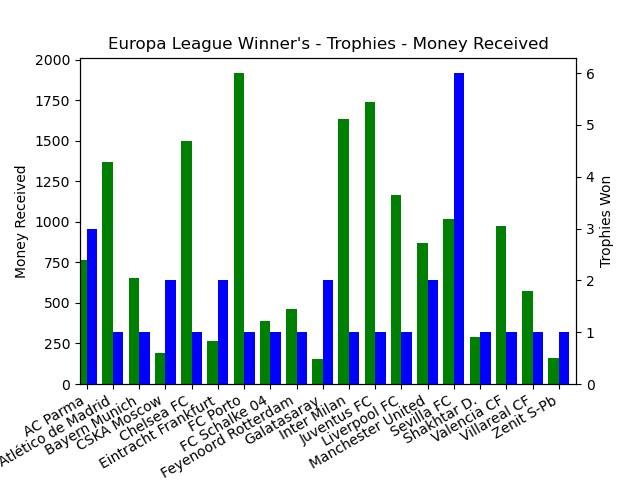 Europa League Winner's - Trophies - Money Received
Money Received
2000
1750
1500
1250
1000
750
500
250
0
Trophies Won
6
5
4
3
2
1
0
AC Parma
Atlético de Madrid
Bayern Munich
CSKA Moscow
Chelsea FC
Eintracht Frankfurt
FC Porto
FC Schalke 04
Feyenoord Rotterdam
Galatasaray
Inter Milan
Juventus FC
Liverpool FC
Manchester United
Sevilla FC
Shakhtar D.
Valencia CF
Villareal CF
Zenit S-Pb